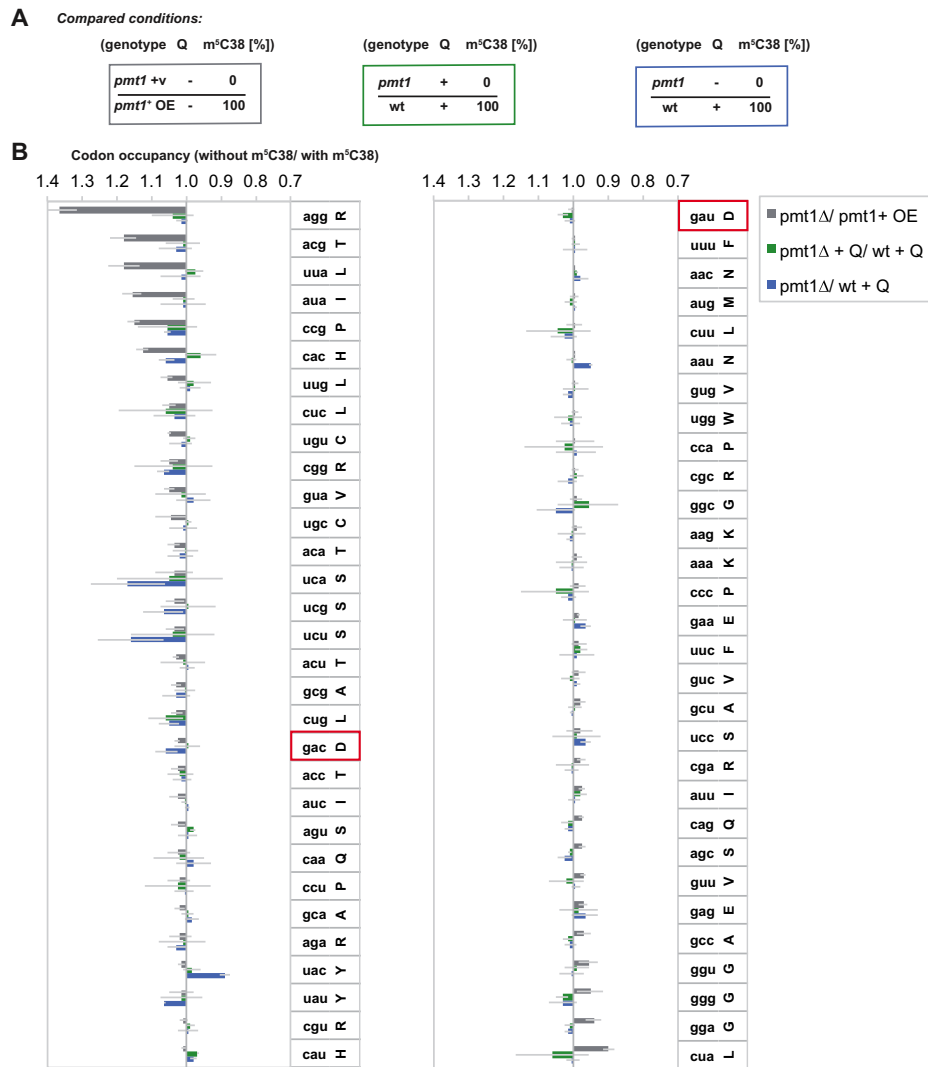 A Compared conditions:
(genotype Q m⁵C38 [%]) (genotype Q m⁵C38 [%]) (genotype Q m⁵C38 [%])
pmt1 +v - 0 pmt1 + 0 pmt1 - 0
pmt1⁺ OE - 100 wt + 100 wt + 100
B Codon occupancy (without m⁵C38/ with m⁵C38)
1.4 1.3 1.2 1.1 1.0 0.9 0.8 0.7
agg R
acg T
uua L
aua I
ccg P
cac H
uug L
cuc L
ugu C
cgg R
gua V
ugc C
aca T
uca S
ucg S
ucu S
acu T
gcg A
cug L
gac D
acc T
auc I
agu S
caa Q
ccu P
gca A
aga R
uac Y
uau Y
cgu R
cau H
1.4 1.3 1.2 1.1 1.0 0.9 0.8 0.7
gau D
uuu F
aac N
aug M
cuu L
aau N
gug V
ugg W
cca P
cgc R
ggc G
aag K
aaa K
ccc P
gaa E
uuc F
guc V
gcu A
ucc S
cga R
auu I
cag Q
agc S
guu V
gag E
gcc A
ggu G
ggg G
gga G
cua L
pmt1Δ/ pmt1+ OE
pmt1Δ + Q/ wt + Q
pmt1Δ/ wt + Q